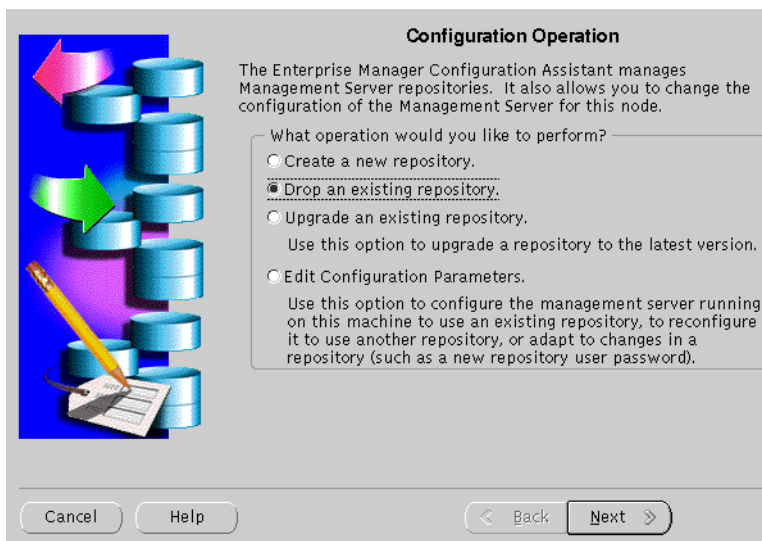 Configuration Operation
The Enterprise Manager Configuration Assistant manages
Management Server repositories. It also allows you to change the
configuration of the Management Server for this node.
What operation would you like to perform?
Create a new repository.
Drop an existing repository.
Upgrade an existing repository.
Use this option to upgrade a repository to the latest version.
Edit Configuration Parameters.
Use this option to configure the management server running
on this machine to use an existing repository, to reconfigure
it to use another repository, or adapt to changes in a
repository (such as a new repository user password).
Cancel
Help
Back
Next